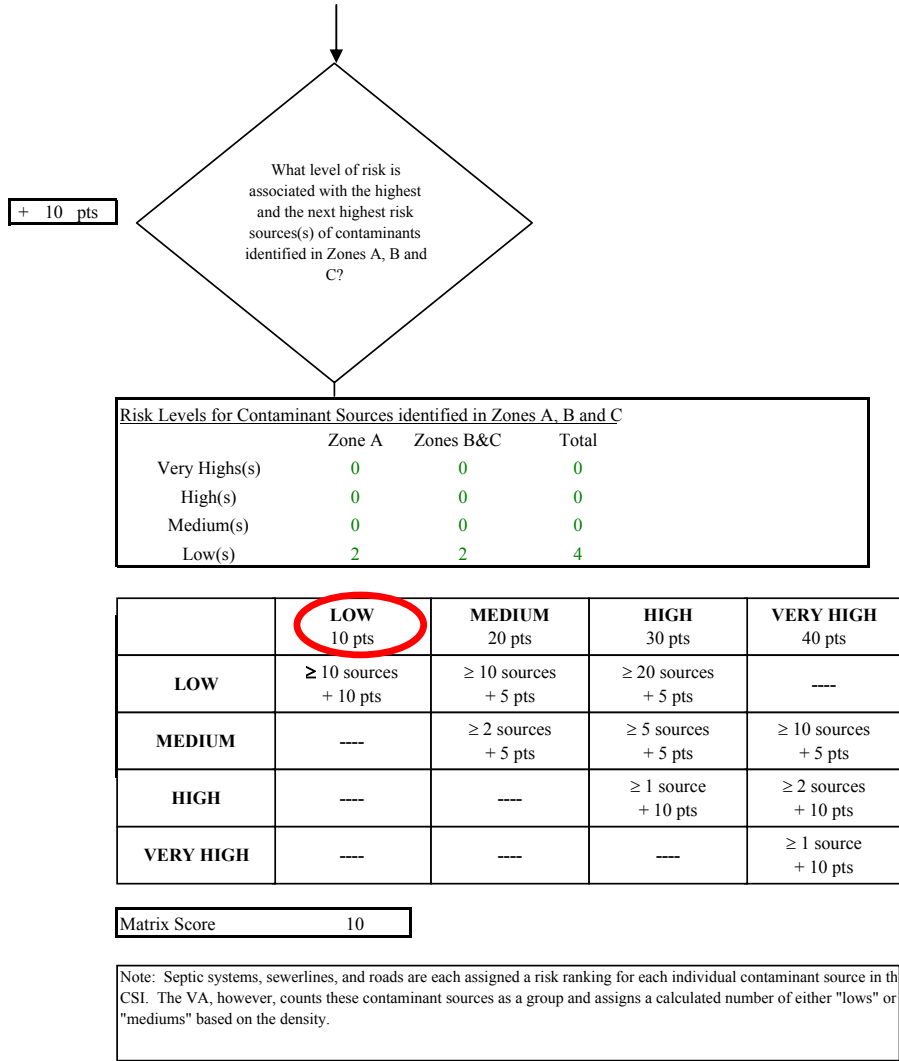 What level of risk is
associated with the highest
and the next highest risk
sources(s) of contaminants
identified in Zones A, B and
C?
+ 10 pts
Risk Levels for Contaminant Sources identified in Zones A, B and C
Zone A Zones B&C Total
Very Highs(s) 0 0 0
High(s) 0 0 0
Medium(s) 0 0 0
Low(s) 2 2 4
LOW MEDIUM HIGH VERY HIGH
10 pts 20 pts 30 pts 40 pts
LOW ≥ 10 sources ≥ 10 sources ≥ 20 sources ----
+ 10 pts + 5 pts + 5 pts
MEDIUM ---- ≥ 2 sources ≥ 5 sources ≥ 10 sources
+ 5 pts + 5 pts + 5 pts
HIGH ---- ---- ≥ 1 source ≥ 2 sources
+ 10 pts + 10 pts
VERY HIGH ---- ---- ---- ≥ 1 source
+ 10 pts
Matrix Score 10
Note: Septic systems, sewerlines, and roads are each assigned a risk ranking for each individual contaminant source in th
CSI. The VA, however, counts these contaminant sources as a group and assigns a calculated number of either "lows" or
"mediums" based on the density.